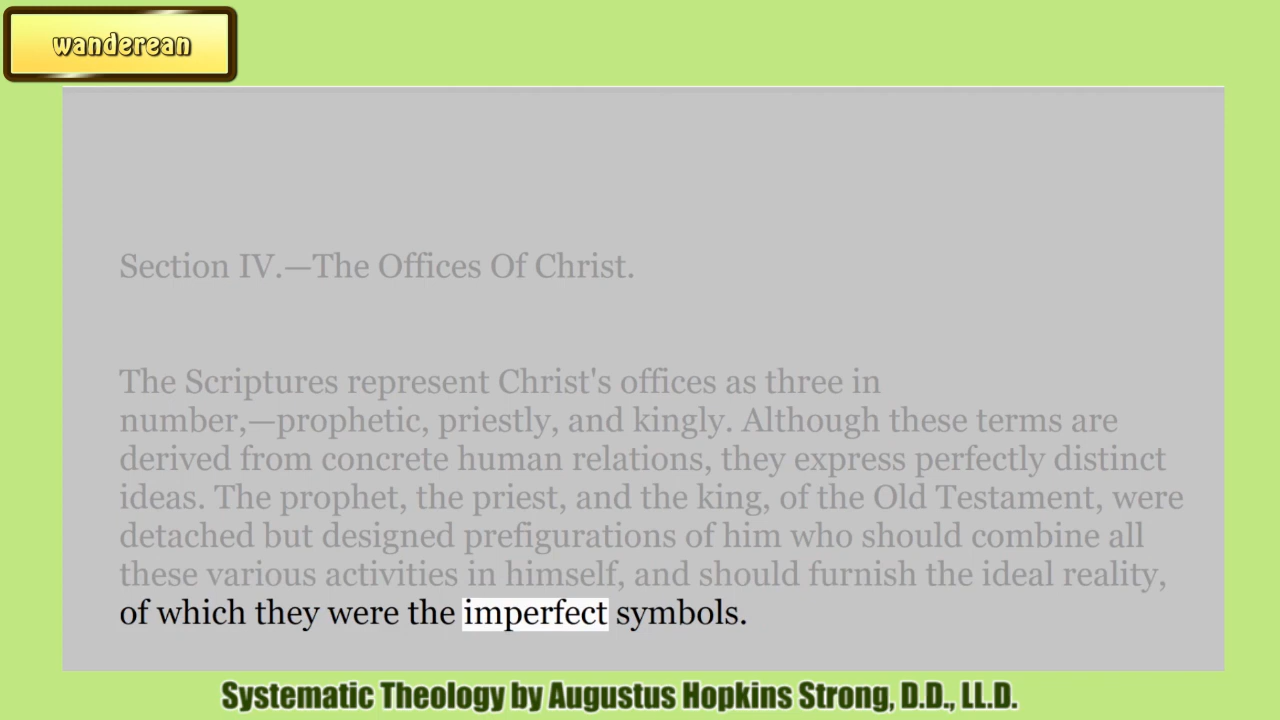 wanderean
Section IV.—The Offices Of Christ.
The Scriptures represent Christ's offices as three in
number,—prophetic, priestly, and kingly. Although these terms are
derived from concrete human relations, they express perfectly distinct
ideas. The prophet, the priest, and the king, of the Old Testament, were
detached but designed prefigurations of him who should combine all
these various activities in himself, and should furnish the ideal reality,
of which they were the imperfect symbols.
Systematic Theology by Augustus Hopkins Strong, D.D., LL.D.